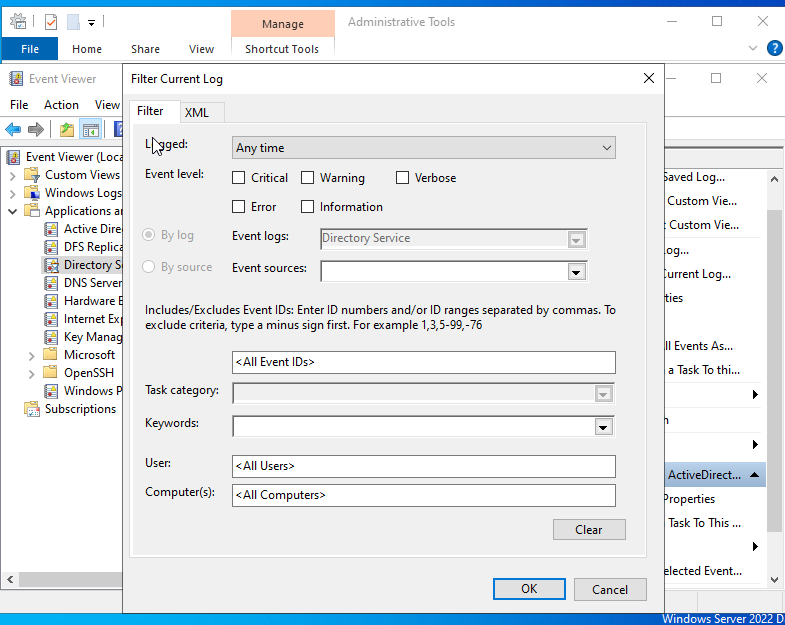 Manage
Administrative Tools
File Home Share View Shortcut Tools
Event Viewer
Filter Current Log
File Action View
Filter XML
Event Viewer (Loca
Custom Views
Windows Logs
Applications an
Active Direc
DFS Replica
Directory Se
DNS Server
Hardware E
Internet Exp
Key Manag
Microsoft
OpenSSH
Windows P
Subscriptions
Logged: Any time
Event level: Critical Warning Verbose
Error Information
By log Event logs: Directory Service
By source Event sources:
Includes/Excludes Event IDs: Enter ID numbers and/or ID ranges separated by commas. To
exclude criteria, type a minus sign first. For example 1,3,5-99,-76
<All Event IDs>
Task category:
Keywords:
User: <All Users>
Computer(s): <All Computers>
Clear
OK Cancel
Saved Log...
Custom Vie...
Custom Vie...
og...
Current Log...
ties
ll Events As...
a Task To thi...
ActiveDirect...
Properties
Task To This ...
elected Event...
Windows Server 2022 D